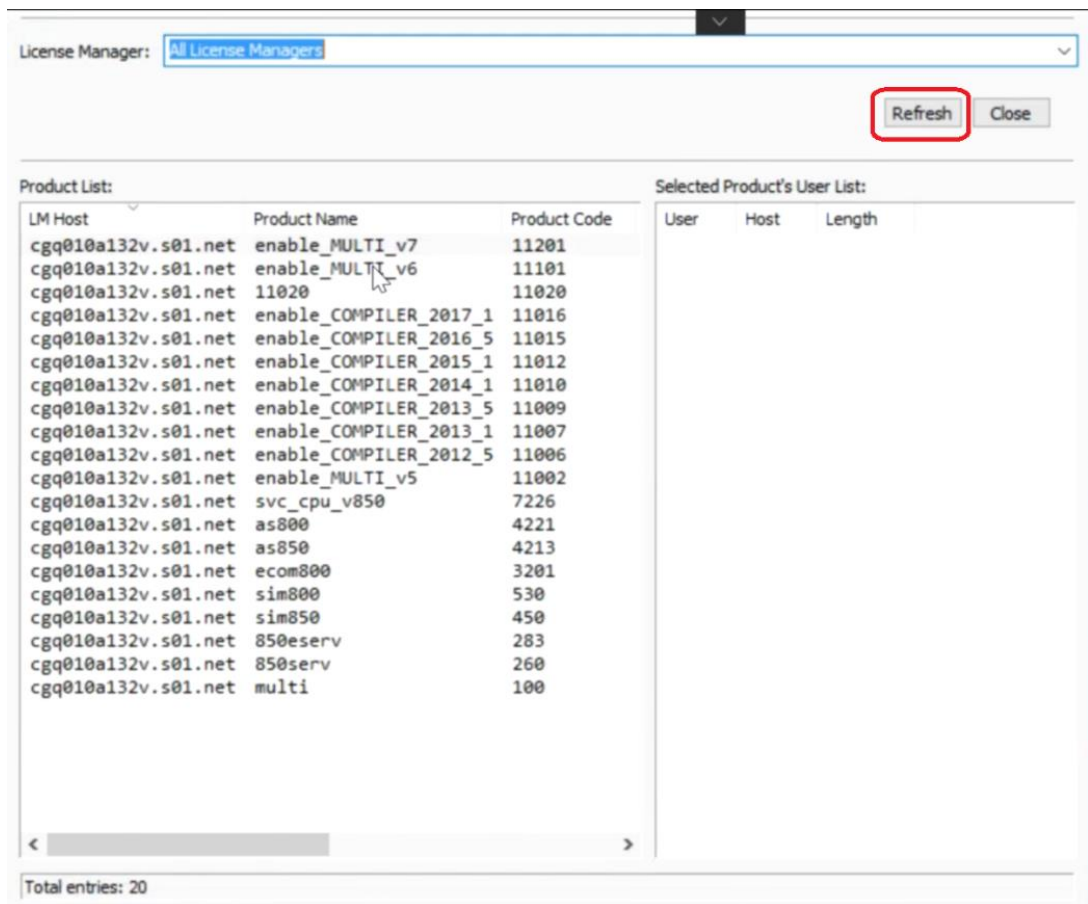 License Manager: All License Managers
Refresh Close
Product List:
LM Host Product Name Product Code
cgq010a132v.s01.net enable_MULTI_v7 11201
cgq010a132v.s01.net enable_MULTI_v6 11101
cgq010a132v.s01.net 11020 11020
cgq010a132v.s01.net enable_COMPILER_2017_1 11016
cgq010a132v.s01.net enable_COMPILER_2016_5 11015
cgq010a132v.s01.net enable_COMPILER_2015_1 11012
cgq010a132v.s01.net enable_COMPILER_2014_1 11010
cgq010a132v.s01.net enable_COMPILER_2013_5 11009
cgq010a132v.s01.net enable_COMPILER_2013_1 11007
cgq010a132v.s01.net enable_COMPILER_2012_5 11006
cgq010a132v.s01.net enable_MULTI_v5 11002
cgq010a132v.s01.net svc_cpu_v850 7226
cgq010a132v.s01.net as800 4221
cgq010a132v.s01.net as850 4213
cgq010a132v.s01.net ecom800 3201
cgq010a132v.s01.net sim800 530
cgq010a132v.s01.net sim850 450
cgq010a132v.s01.net 850eserv 283
cgq010a132v.s01.net 850serv 260
cgq010a132v.s01.net multi 100
Selected Product's User List:
User Host Length
Total entries: 20